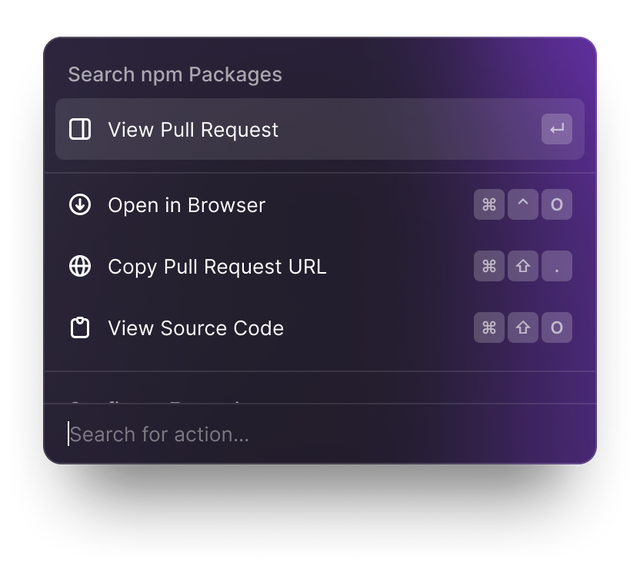 Search npm Packages
View Pull Request ↵
Open in Browser ⌘ ^ O
Copy Pull Request URL ⌘ ⇧ .
View Source Code ⌘ ⇧ O
Search for action...